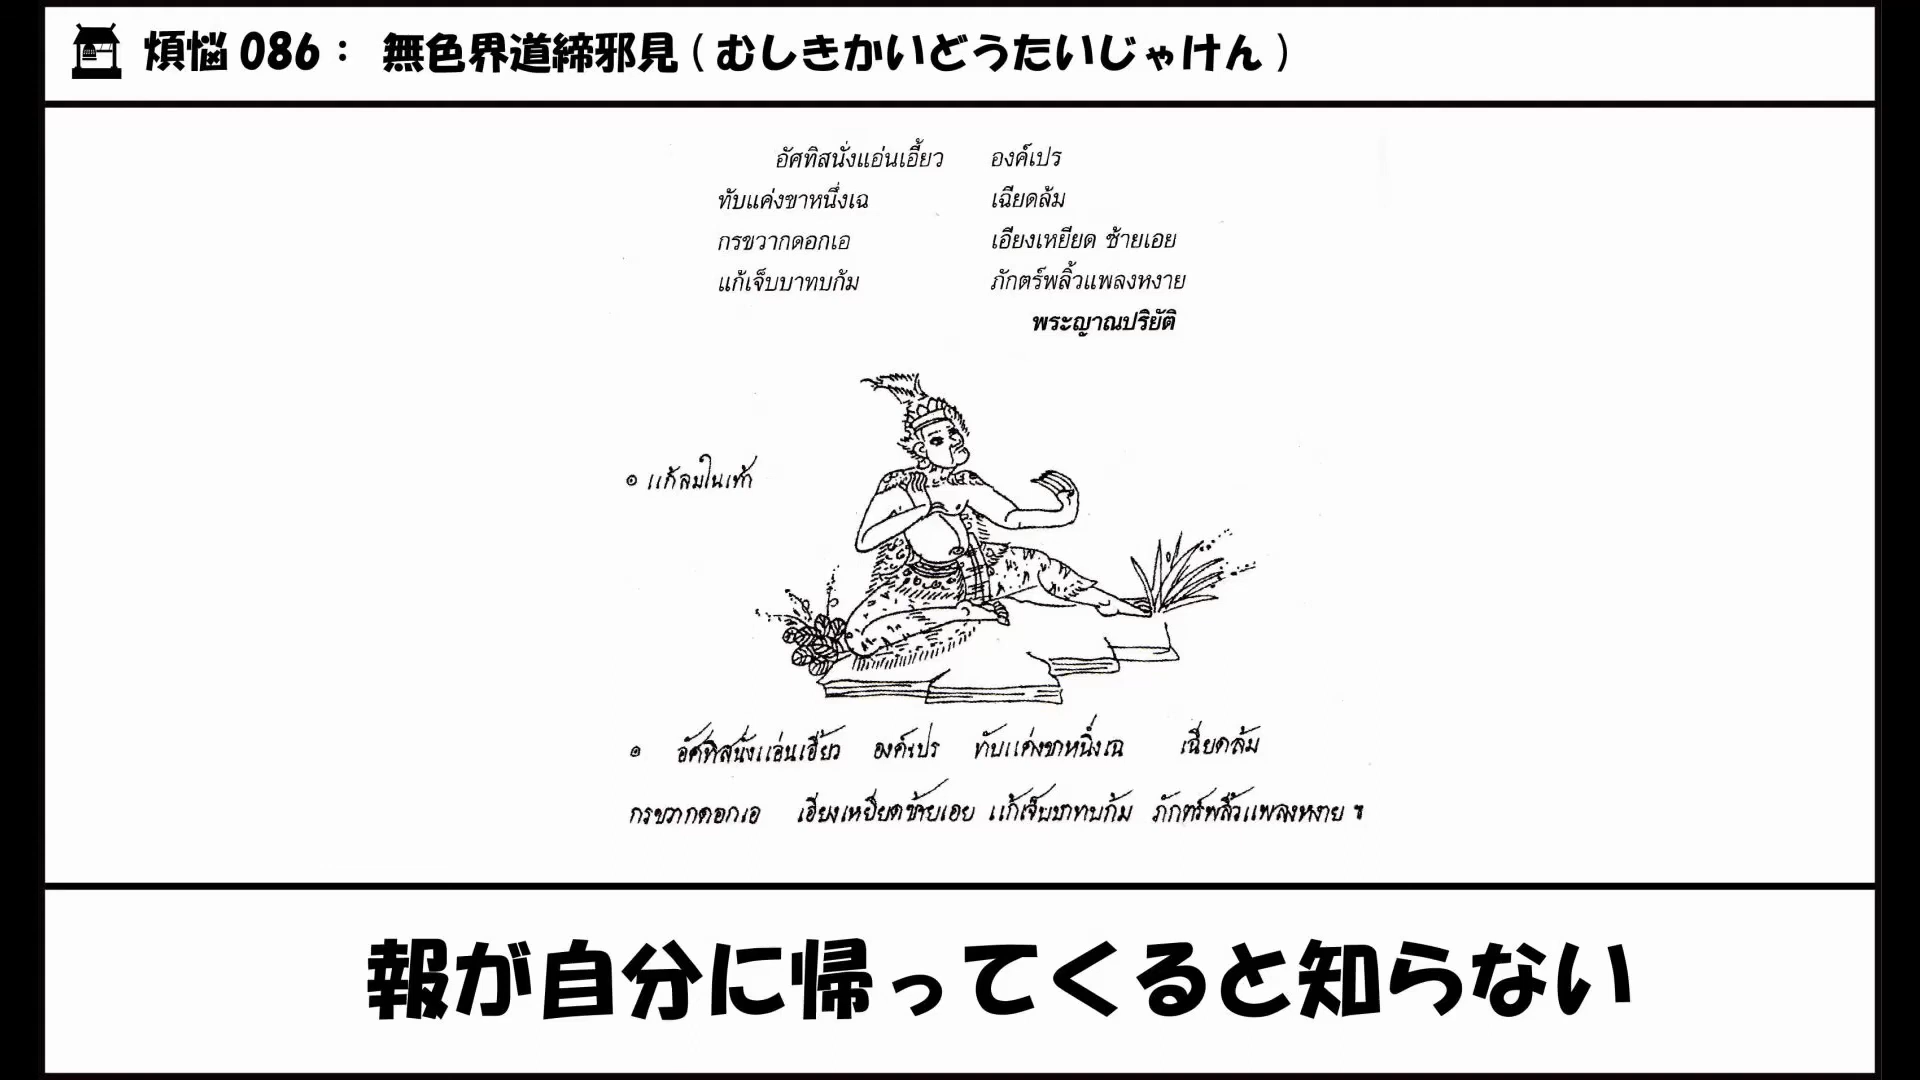 煩悩 086： 無色界道締邪見(むしきかいどうたいじゃけん)
อัศทิสนั่งแอ่นเอี้ยว องค์เปร
ทับแค่งขาหนึ่งเฉ เฉียดล้ม
กรขวากดอกเอ เอียงเหยียด ซ้ายเอย
แก้เจ็บบาทบก้ม ภักตร์พลิ้วแพลงหงาย
พระญาณปริยัติ
๏ แก้ลมในเท้า
๏ อัศทิสนั่งแอ่นเอี้ยว องค์เปร ทับแค่งขาหนึ่งเฉ เฉียดล้ม
กรขวากดอกเอ เอียงเหยียดซ้ายเอย แก้เจ็บบาทบก้ม ภักตร์พลิ้วแพลงหงาย ฯ
報が自分に帰ってくると知らない